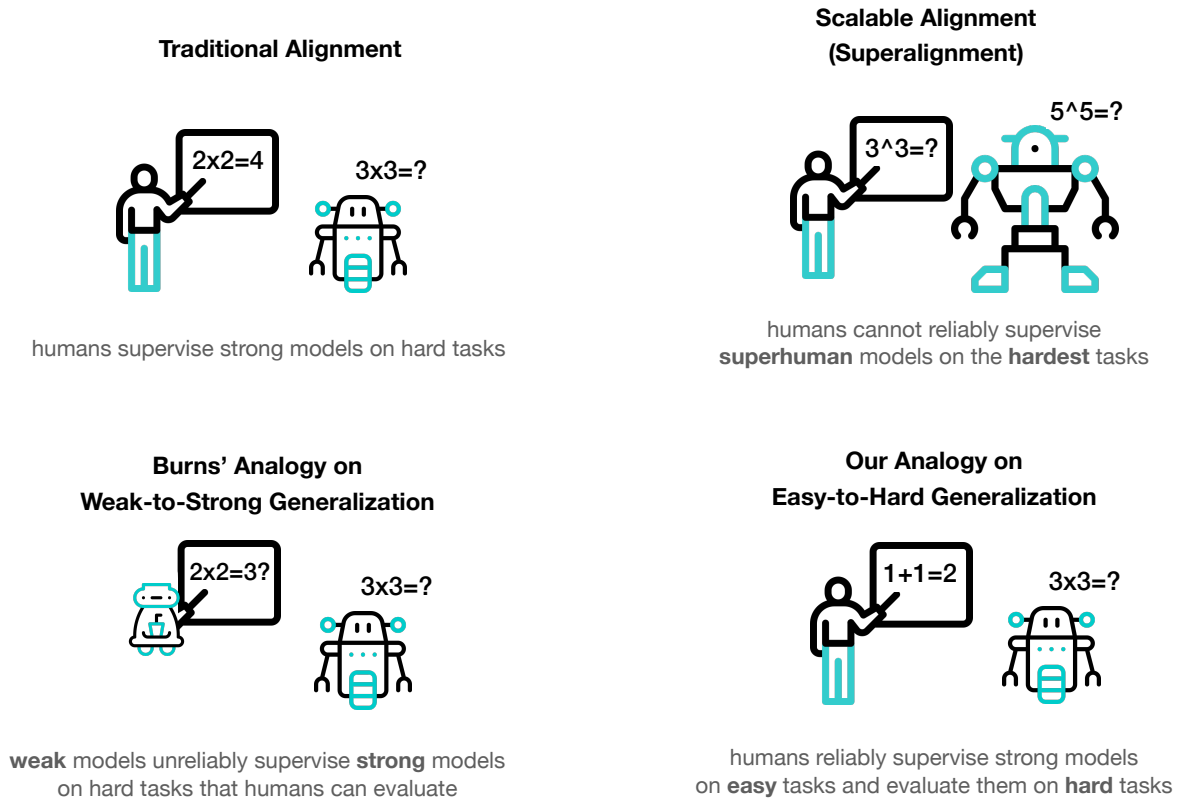 Traditional Alignment
2x2=4
3x3=?
humans supervise strong models on hard tasks
Scalable Alignment
(Superalignment)
3^3=?
5^5=?
humans cannot reliably supervise
superhuman models on the hardest tasks
Burns’ Analogy on
Weak-to-Strong Generalization
2x2=3?
3x3=?
weak models unreliably supervise strong models
on hard tasks that humans can evaluate
Our Analogy on
Easy-to-Hard Generalization
1+1=2
3x3=?
humans reliably supervise strong models
on easy tasks and evaluate them on hard tasks